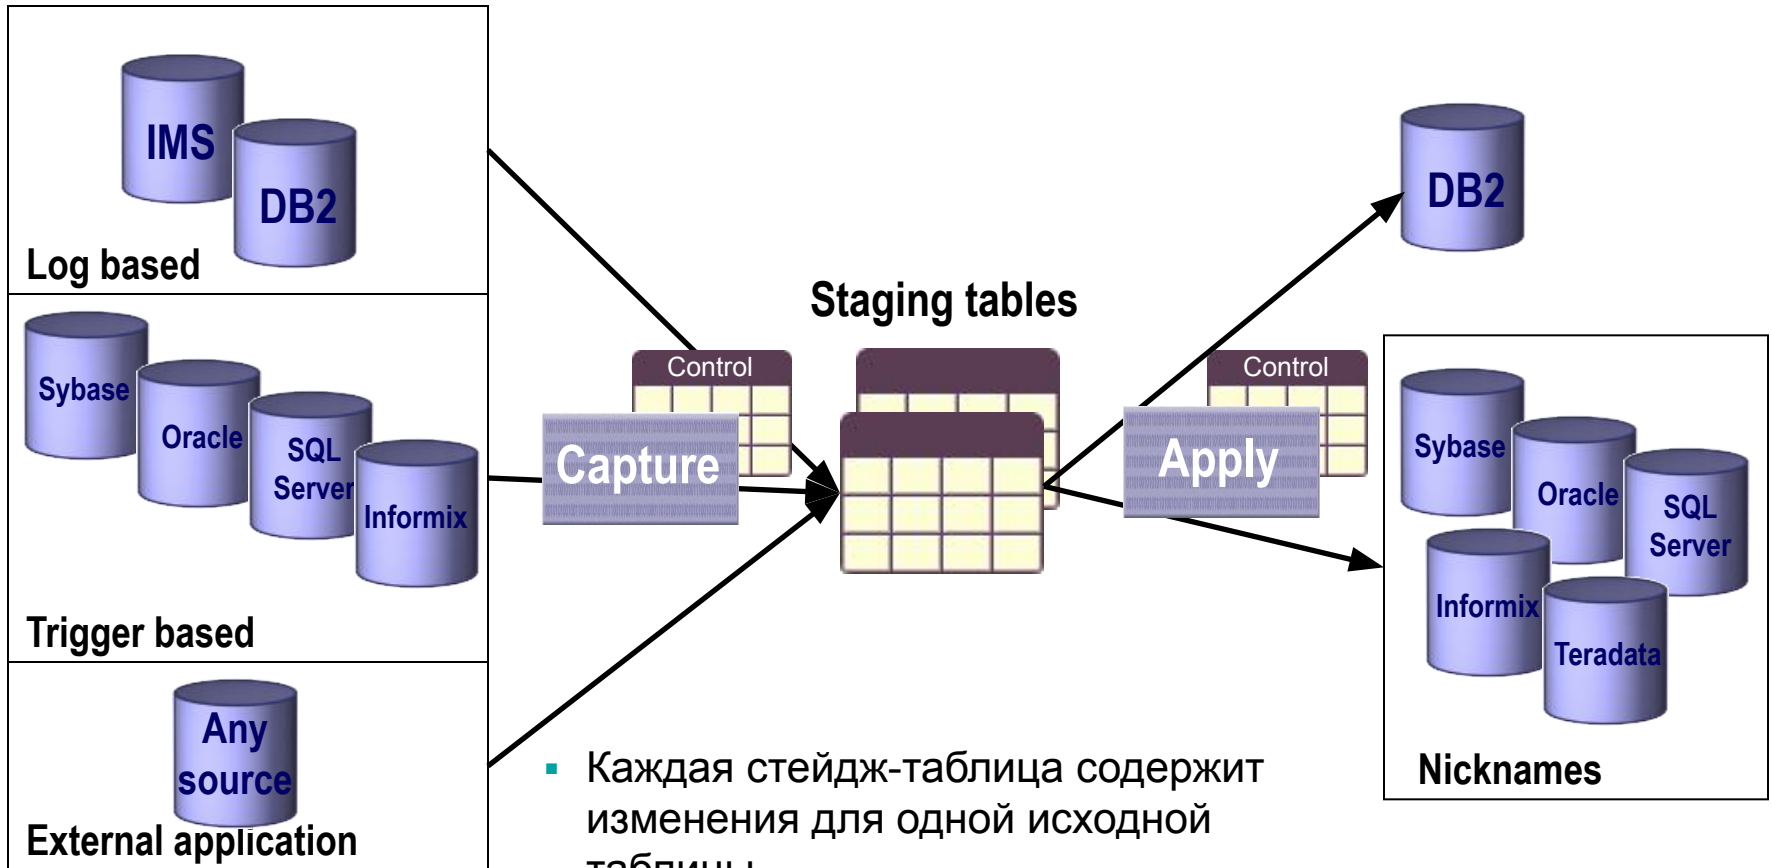 IMS
DB2
Log based
Sybase
Oracle
SQL
Server
Informix
Trigger based
Any
source
External application
Control
Capture
Staging tables
Control
Apply
DB2
Sybase
Oracle
SQL
Server
Informix
Teradata
Nicknames
▪ Каждая стейдж-таблица содержит
изменения для одной исходной
таблицы